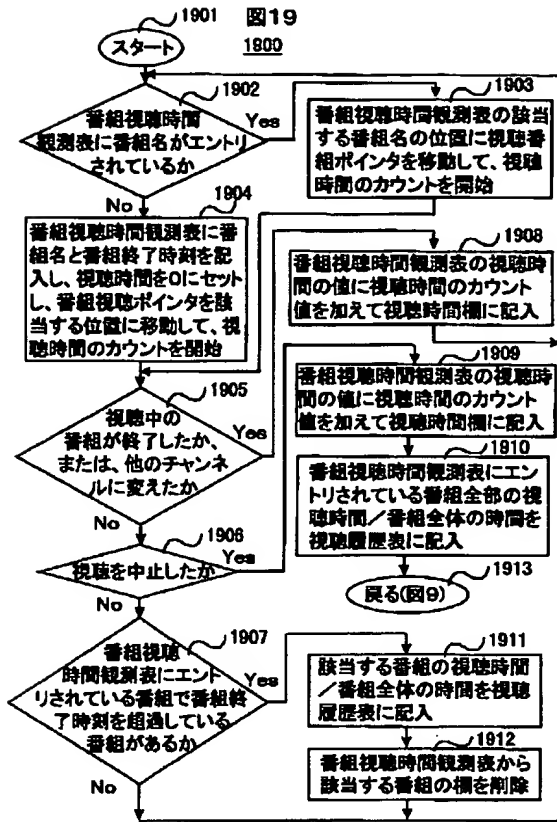 1901
図19
スタート
1800
1902
番組視聴時間
観測表に番組名がエントリ
されているか
Yes
No
1903
番組視聴時間観測表の該当
する番組名の位置に視聴番
組ポインタを移動して、視聴
時間のカウントを開始
1904
番組視聴時間観測表に番
組名と番組終了時刻を記
入し、視聴時間を0にセット
し、番組視聴ポインタを該
当する位置に移動して、視
聴時間のカウントを開始
1908
番組視聴時間観測表の視聴時
間の値に視聴時間のカウント
値を加えて視聴時間欄に記入
1905
視聴中の
番組が終了したか、
または、他のチャンネ
ルに変えたか
Yes
No
1909
番組視聴時間観測表の視聴時
間の値に視聴時間のカウント
値を加えて視聴時間欄に記入
1910
番組視聴時間観測表にエント
リされている番組全部の視
聴時間/番組全体の時間を
視聴履歴表に記入
1906
視聴を中止したか
Yes
No
1913
戻る(図9)
1907
番組視聴
時間観測表にエント
リされている番組で番組終
了時刻を超過している
番組があるか
Yes
No
1911
該当する番組の視聴時間
/番組全体の時間を視聴
履歴表に記入
1912
番組視聴時間観測表から
該当する番組の欄を削除